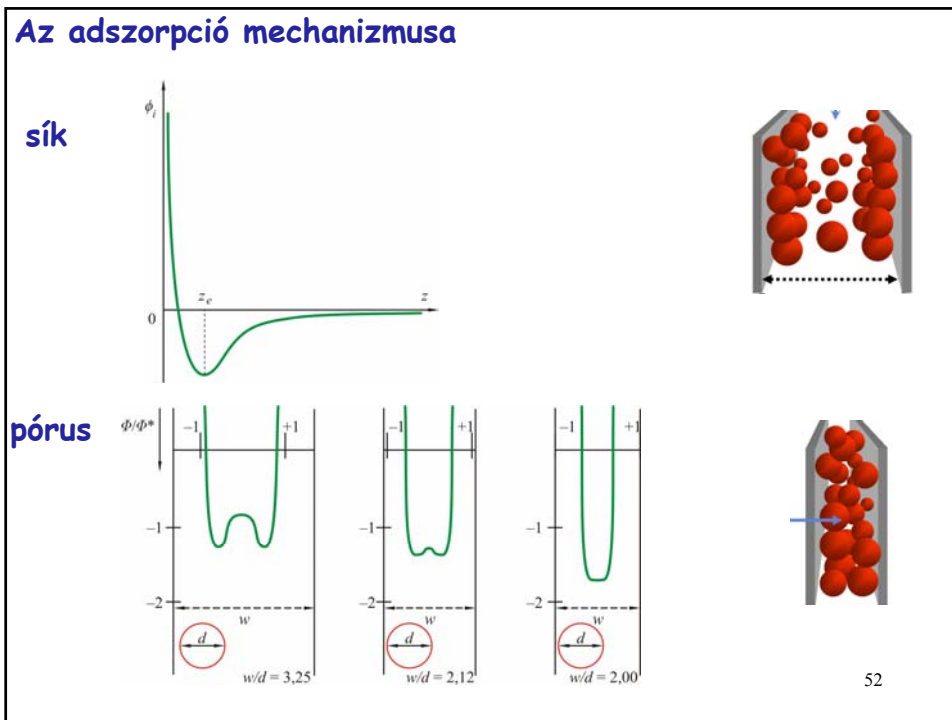 Az adszorpció mechanizmusa
sík
ϕi
ze
z
0
pórus
Φ/Φ*
–1
+1
–1
–2
w
d
w/d = 3,25
–1
+1
–1
–2
w
d
w/d = 2,12
–1
+1
–1
–2
w
d
w/d = 2,00
52